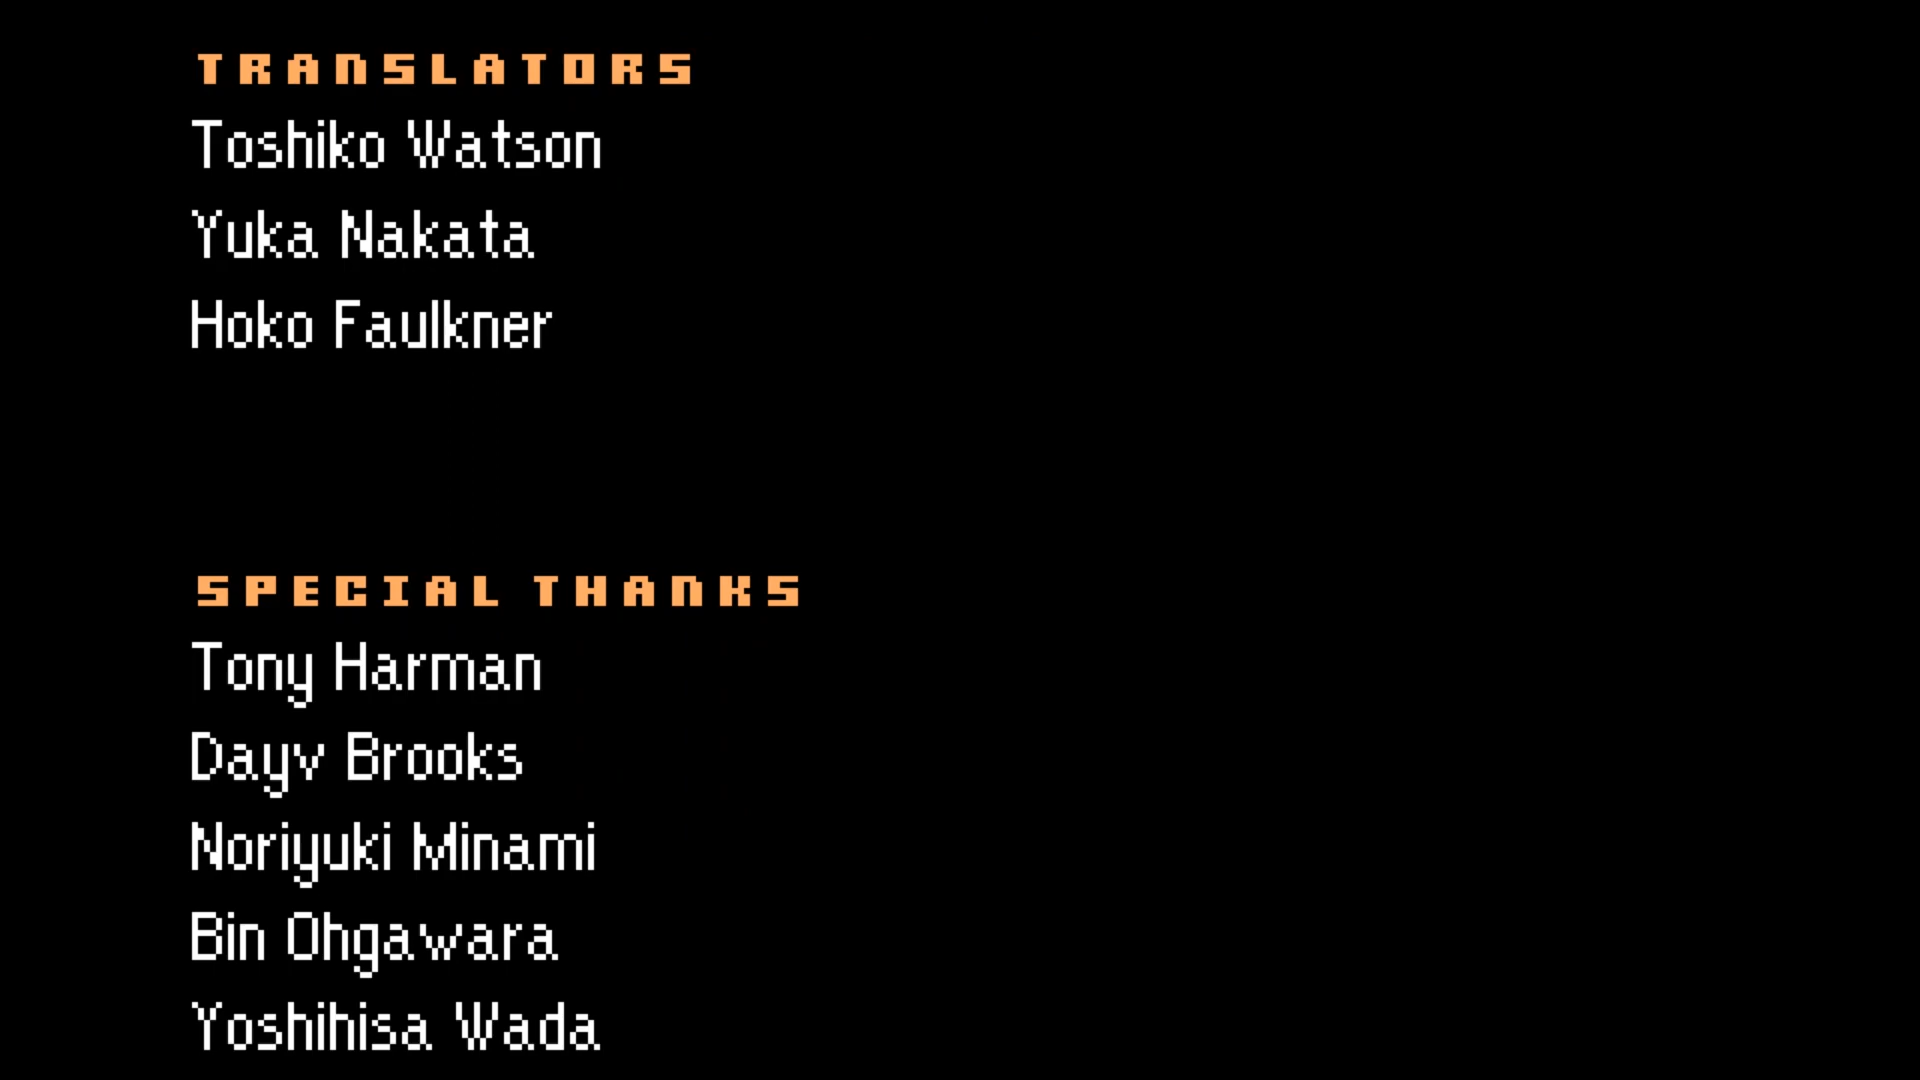 TRANSLATORS
Toshiko Watson
Yuka Nakata
Hoko Faulkner
SPECIAL THANKS
Tony Harman
Dayv Brooks
Noriyuki Minami
Bin Ohgawara
Yoshihisa Wada